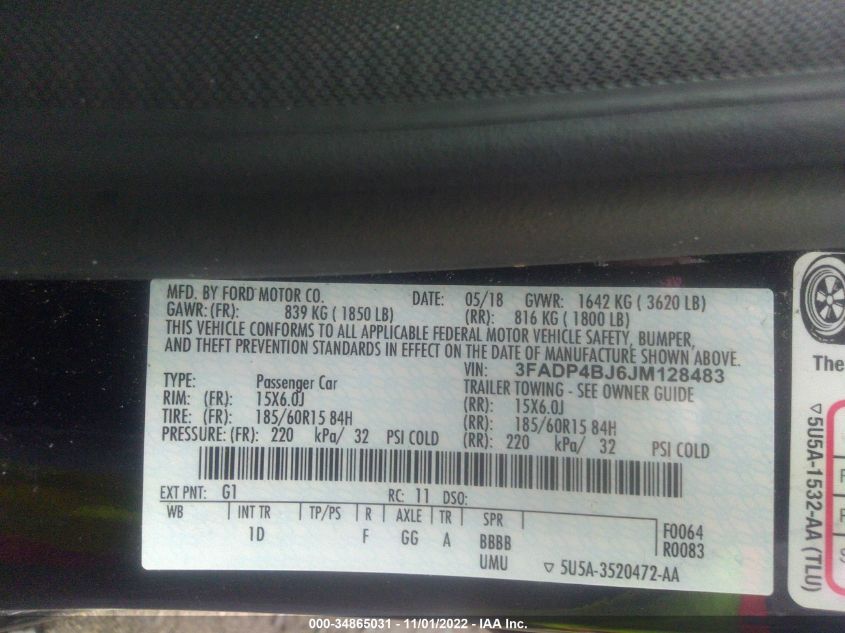 MFD. BY FORD MOTOR CO. DATE: 05/18 GVWR: 1642 KG ( 3620 LB)
GAWR: (FR): 839 KG ( 1850 LB) (RR): 816 KG ( 1800 LB)
THIS VEHICLE CONFORMS TO ALL APPLICABLE FEDERAL MOTOR VEHICLE SAFETY, BUMPER,
AND THEFT PREVENTION STANDARDS IN EFFECT ON THE DATE OF MANUFACTURE SHOWN ABOVE.
VIN: 3FADP4BJ6JM128483
TYPE: Passenger Car TRAILER TOWING - SEE OWNER GUIDE
RIM: (FR): 15X6.0J (RR): 15X6.0J
TIRE: (FR): 185/60R15 84H (RR): 185/60R15 84H
PRESSURE: (FR): 220 kPa/ 32 PSI COLD (RR): 220 kPa/ 32 PSI COLD
EXT PNT: G1 RC: 11 DSO:
WB INT TR TP/PS R AXLE TR SPR F0064
1D F GG A BBBB R0083
UMU ▽ 5U5A-3520472-AA
The
▽ 5U5A-1532-AA (TLU)
000-34865031 - 11/01/2022 - IAA Inc.